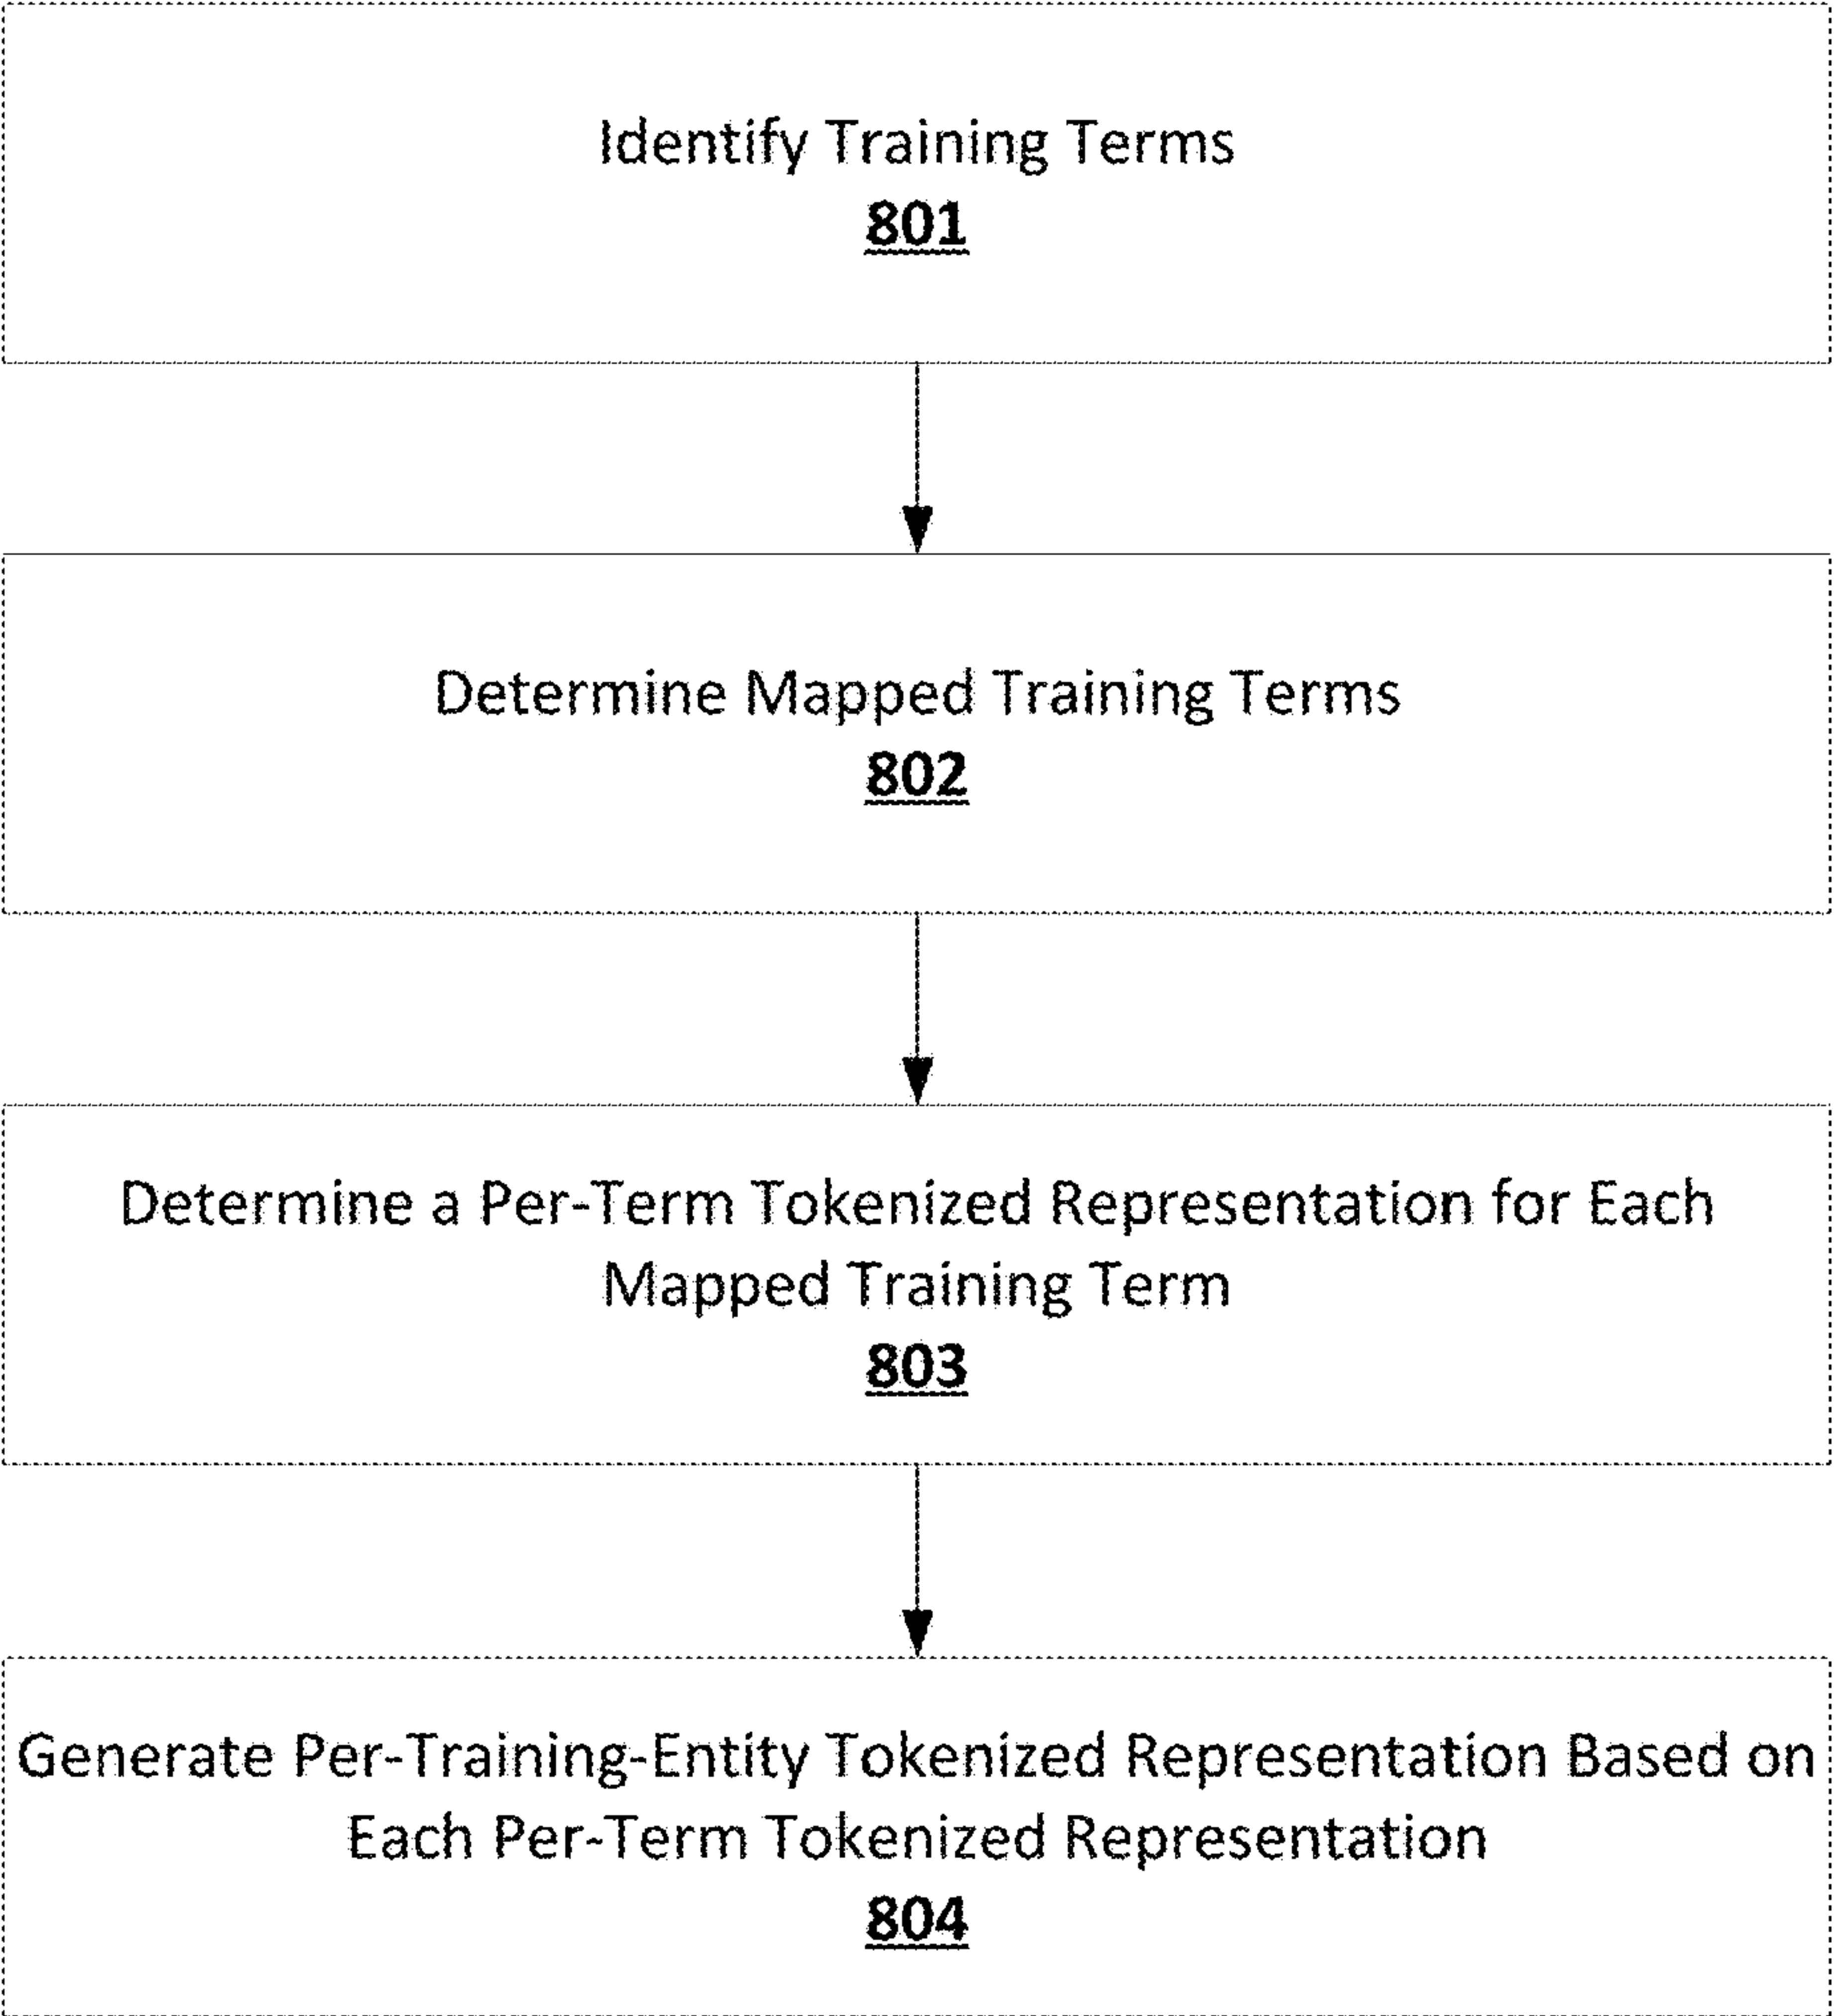 Identify Training Terms
801
Determine Mapped Training Terms
802
Determine a Per-Term Tokenized Representation for Each
Mapped Training Term
803
Generate Per-Training-Entity Tokenized Representation Based on
Each Per-Term Tokenized Representation
804